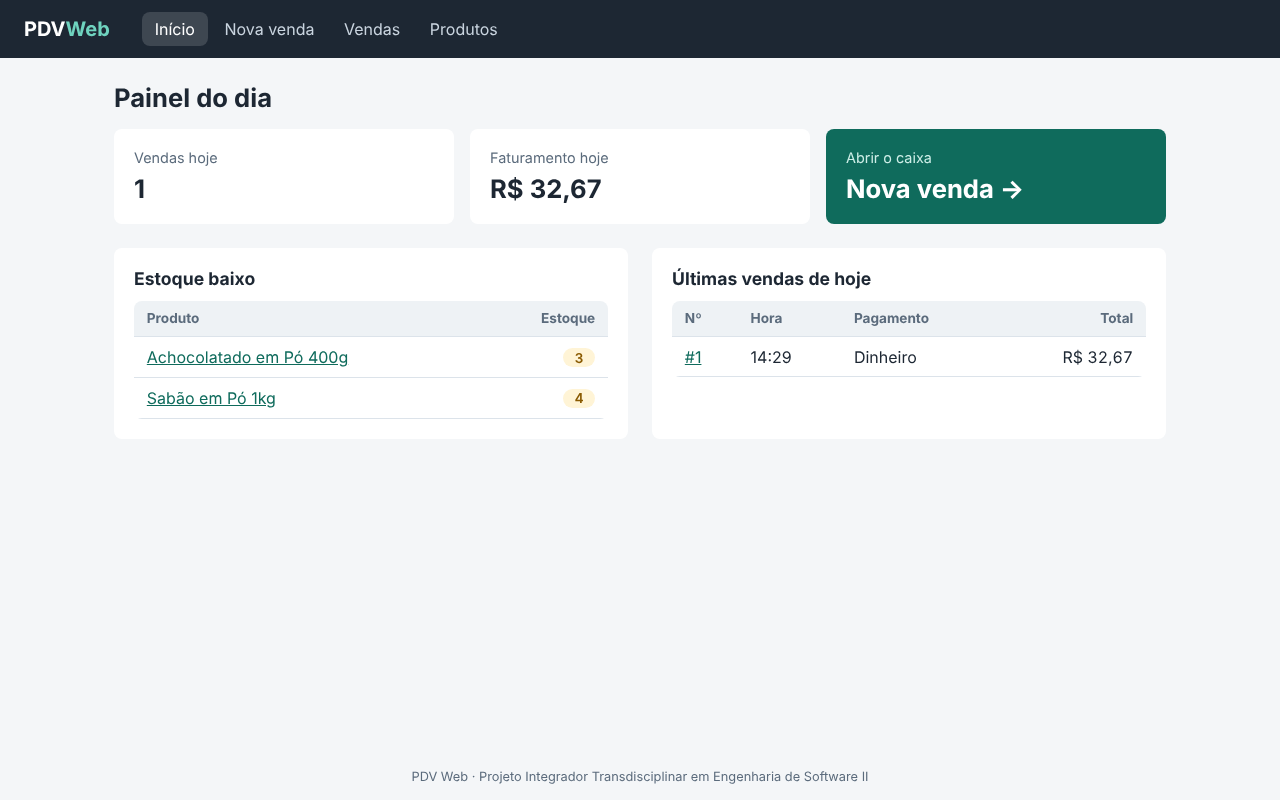 PDVWeb Início Nova venda Vendas Produtos
Painel do dia
Vendas hoje
1
Faturamento hoje
R$ 32,67
Abrir o caixa
Nova venda →
Estoque baixo
Produto Estoque
Achocolatado em Pó 400g 3
Sabão em Pó 1kg 4
Últimas vendas de hoje
Nº Hora Pagamento Total
#1 14:29 Dinheiro R$ 32,67
PDV Web · Projeto Integrador Transdisciplinar em Engenharia de Software II